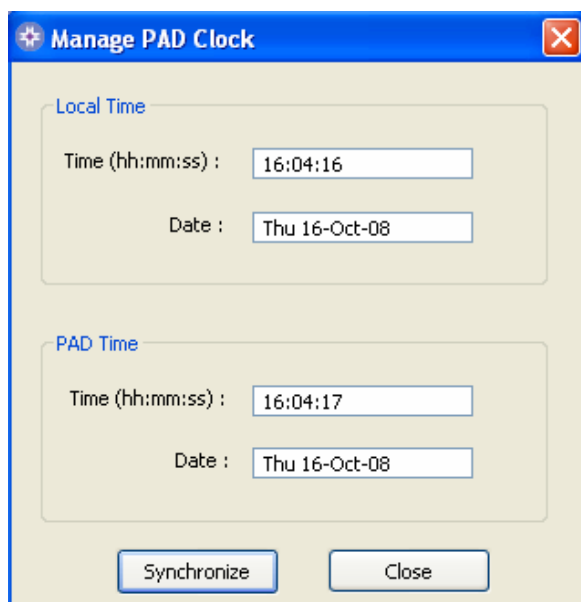 Manage PAD Clock
Local Time
Time (hh:mm:ss) : 16:04:16
Date : Thu 16-Oct-08
PAD Time
Time (hh:mm:ss) : 16:04:17
Date : Thu 16-Oct-08
Synchronize Close